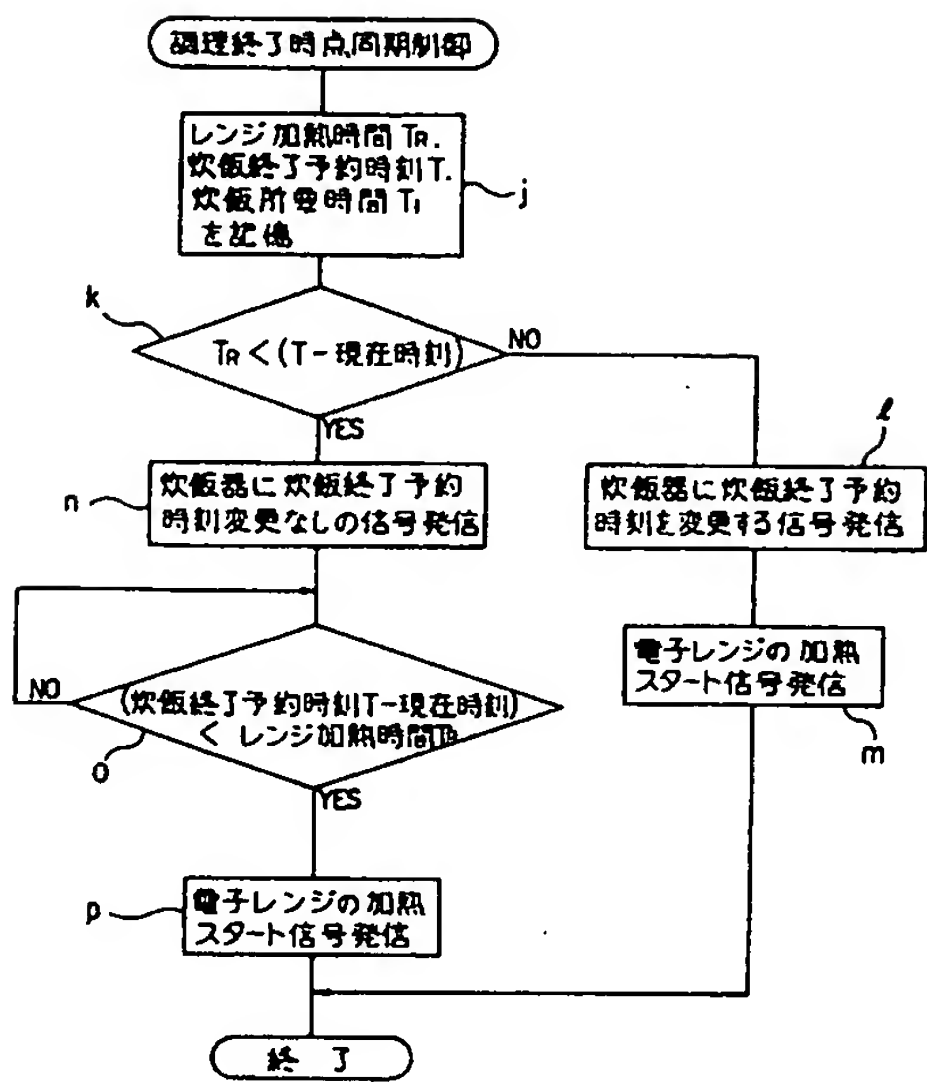 調理終了時点同期制御
レンジ加熱時間TR.
炊飯終了予約時刻T.
炊飯所要時間T1
を記憶
j
k
TR<(T-現在時刻)
NO
YES
l
n
炊飯器に炊飯終了予約
時刻変更なしの信号発信
炊飯器に炊飯終了予約
時刻を変更する信号発信
NO
(炊飯終了予約時刻T-現在時刻)
< レンジ加熱時間TR
o
YES
電子レンジの加熱
スタート信号発信
m
p
電子レンジの加熱
スタート信号発信
終了